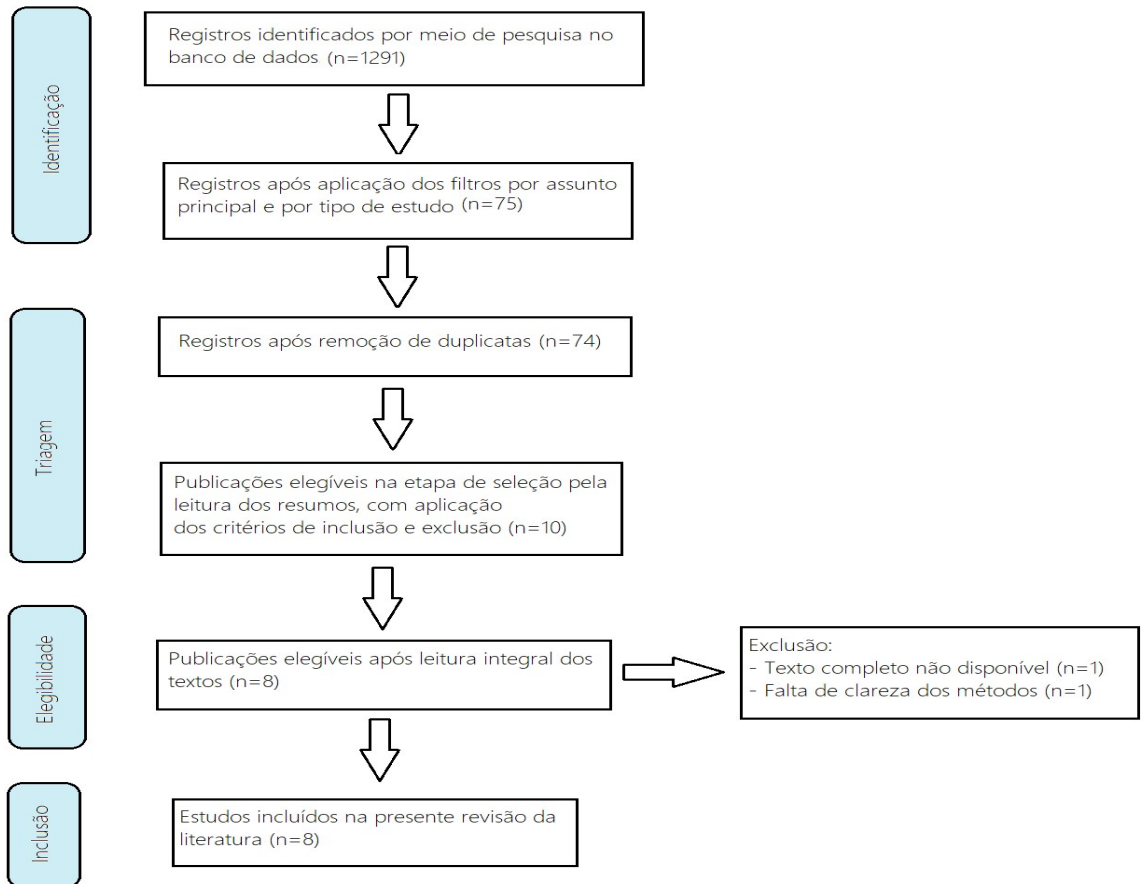 Identificação
Registros identificados por meio de pesquisa no
banco de dados (n=1291)
Registros após aplicação dos filtros por assunto
principal e por tipo de estudo (n=75)
Triagem
Registros após remoção de duplicatas (n=74)
Publicações elegíveis na etapa de seleção pela
leitura dos resumos, com aplicação
dos critérios de inclusão e exclusão (n=10)
Elegibilidade
Publicações elegíveis após leitura integral dos
textos (n=8)
Exclusão:
- Texto completo não disponível (n=1)
- Falta de clareza dos métodos (n=1)
Inclusão
Estudos incluídos na presente revisão da
literatura (n=8)